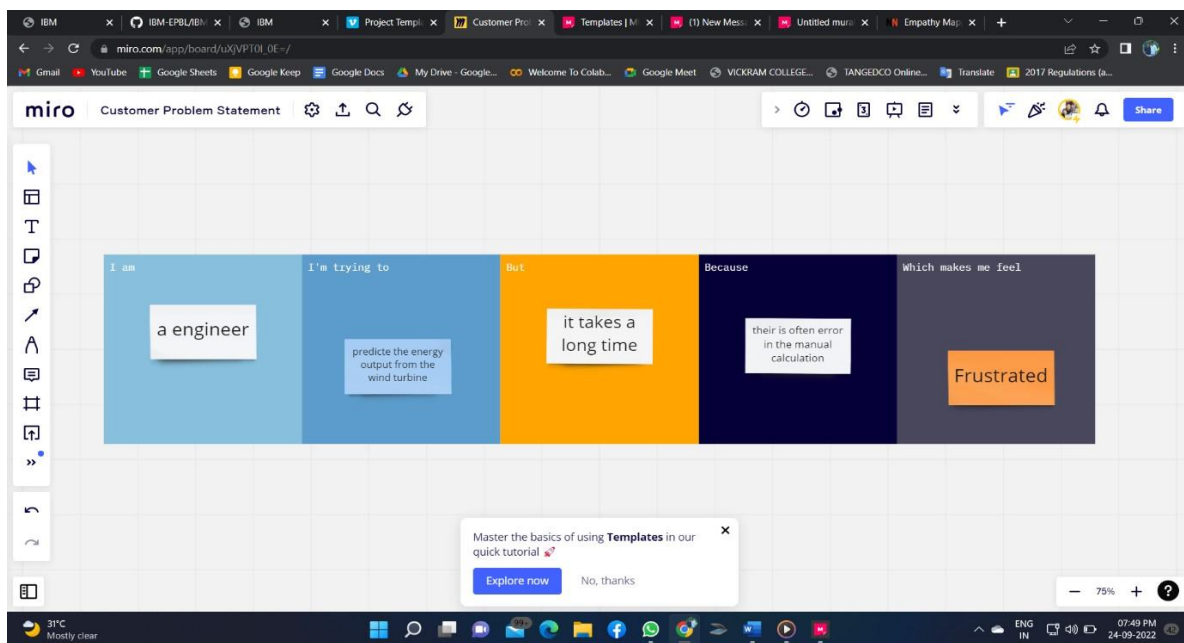 IBM
IBM-EPBL/IBM
IBM
Project Templ
Customer Prol
Templates | Mi
(1) New Mess
Untitled mura
Empathy Map
miro.com/app/board/uXjVPT0I_0E=/
Gmail
YouTube
Google Sheets
Google Keep
Google Docs
My Drive - Google...
Welcome To Colab...
Google Meet
VICKRAM COLLEGE...
TANGEDCO Online...
Translate
2017 Regulations (a...
miro
Customer Problem Statement
3
Share
I am
I'm trying to
But
Because
Which makes me feel
a engineer
predicte the energy
output from the
wind turbine
it takes a
long time
their is often error
in the manual
calculation
Frustrated
Master the basics of using Templates in our
quick tutorial 🚀
Explore now
No, thanks
75%
31°C
Mostly clear
99+
ENG
IN
07:49 PM
24-09-2022